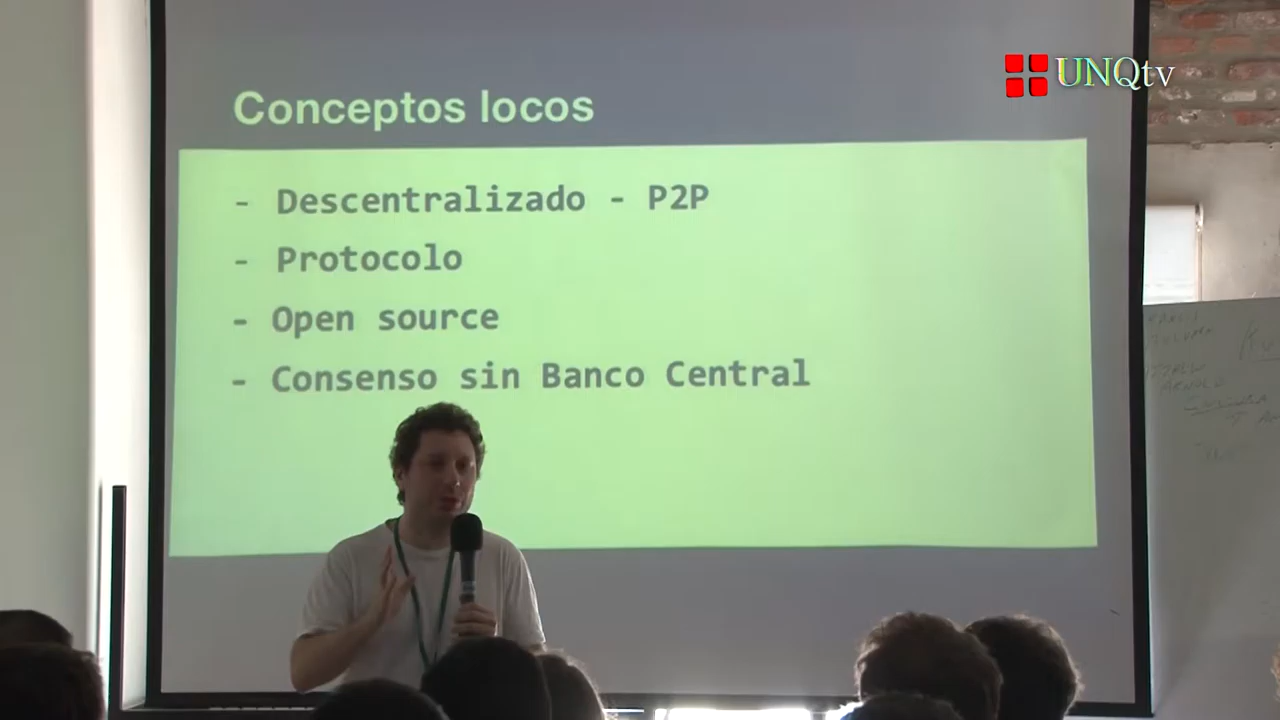 UNQtv
Conceptos locos
- Descentralizado - P2P
- Protocolo
- Open source
- Consenso sin Banco Central